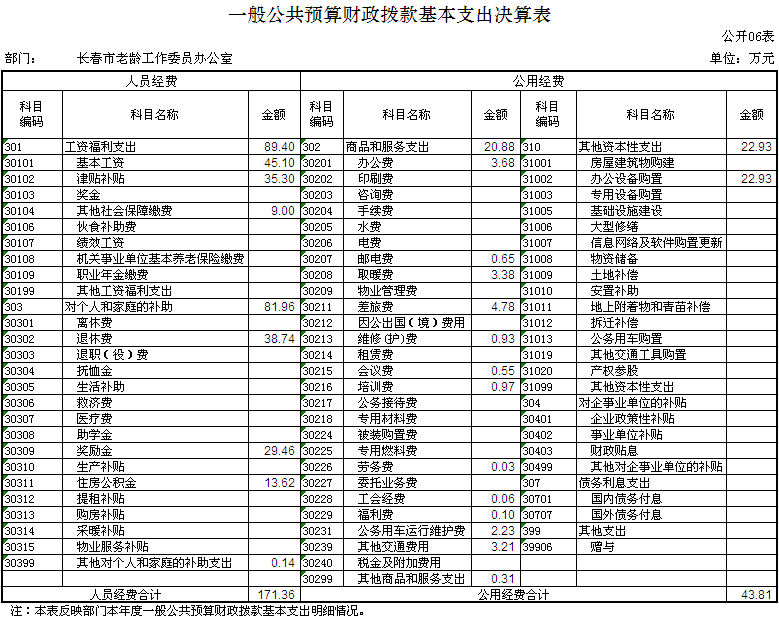 一般公共预算财政拨款基本支出决算表
公开06表
部门： 长春市老龄工作委员办公室 单位：万元
人员经费 公用经费
科目编码 科目名称 金额 科目编码 科目名称 金额 科目编码 科目名称 金额
301 工资福利支出 89.40 302 商品和服务支出 20.88 310 其他资本性支出 22.93
30101 基本工资 45.10 30201 办公费 3.68 31001 房屋建筑物购建
30102 津贴补贴 35.30 30202 印刷费 31002 办公设备购置 22.93
30103 奖金 30203 咨询费 31003 专用设备购置
30104 其他社会保障缴费 9.00 30204 手续费 31005 基础设施建设
30106 伙食补助费 30205 水费 31006 大型修缮
30107 绩效工资 30206 电费 31007 信息网络及软件购置更新
30108 机关事业单位基本养老保险缴费 30207 邮电费 0.65 31008 物资储备
30109 职业年金缴费 30208 取暖费 3.38 31009 土地补偿
30199 其他工资福利支出 30209 物业管理费 31010 安置补助
303 对个人和家庭的补助 81.96 30211 差旅费 4.78 31011 地上附着物和青苗补偿
30301 离休费 30212 因公出国（境）费用 31012 拆迁补偿
30302 退休费 38.74 30213 维修(护)费 0.93 31013 公务用车购置
30303 退职（役）费 30214 租赁费 31019 其他交通工具购置
30304 抚恤金 30215 会议费 0.55 31020 产权参股
30305 生活补助 30216 培训费 0.97 31099 其他资本性支出
30306 救济费 30217 公务接待费 304 对企事业单位的补贴
30307 医疗费 30218 专用材料费 30401 企业政策性补贴
30308 助学金 30224 被装购置费 30402 事业单位补贴
30309 奖励金 29.46 30225 专用燃料费 30403 财政贴息
30310 生产补贴 30226 劳务费 0.03 30499 其他对企事业单位的补贴
30311 住房公积金 13.62 30227 委托业务费 307 债务利息支出
30312 提租补贴 30228 工会经费 0.06 30701 国内债务付息
30313 购房补贴 30229 福利费 0.10 30707 国外债务付息
30314 采暖补贴 30231 公务用车运行维护费 2.23 399 其他支出
30315 物业服务补贴 30239 其他交通费用 3.21 39906 赠与
30399 其他对个人和家庭的补助支出 0.14 30240 税金及附加费用
30299 其他商品和服务支出 0.31
人员经费合计 171.36 公用经费合计 43.81
注：本表反映部门本年度一般公共预算财政拨款基本支出明细情况。